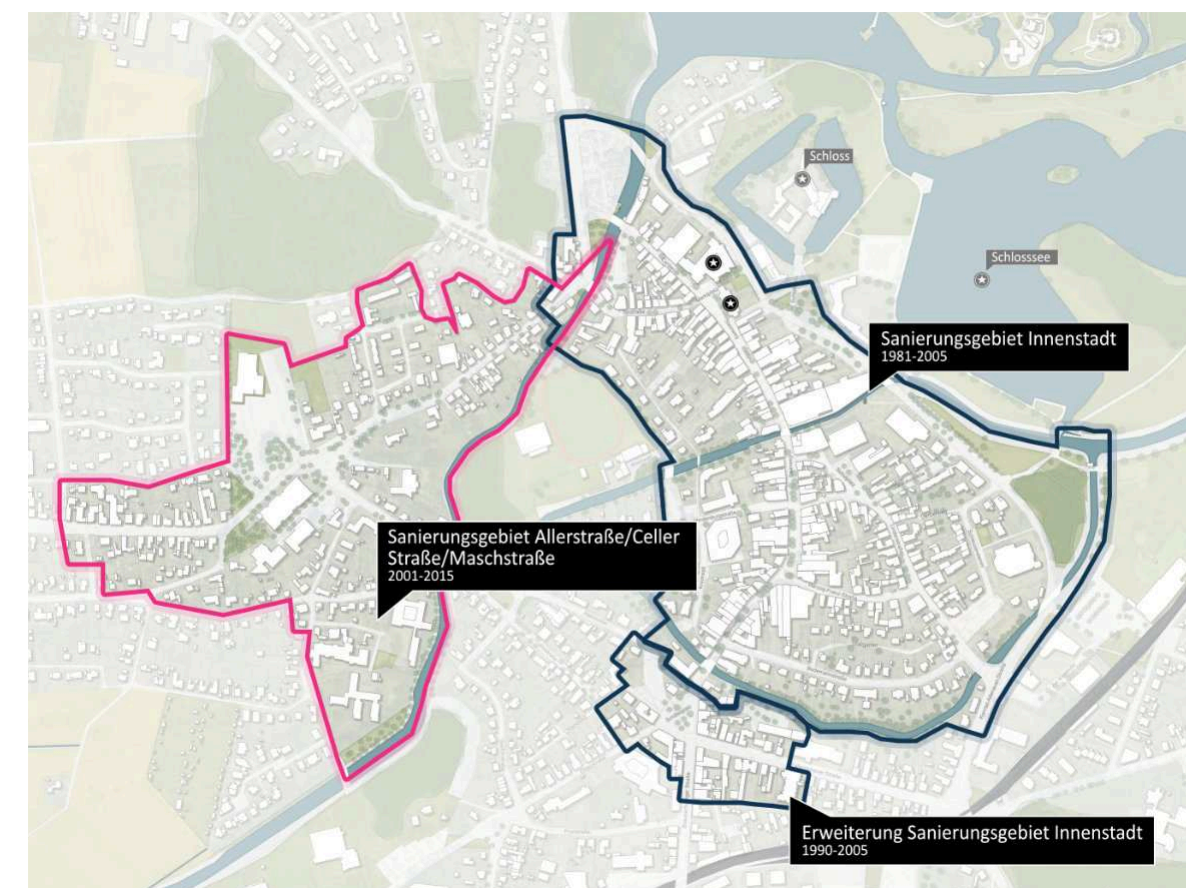 Schloss
Schlosssee
Sanierungsgebiet Innenstadt
1981-2005
Sanierungsgebiet Allerstraße/Celler
Straße/Maschstraße
2001-2015
Erweiterung Sanierungsgebiet Innenstadt
1990-2005